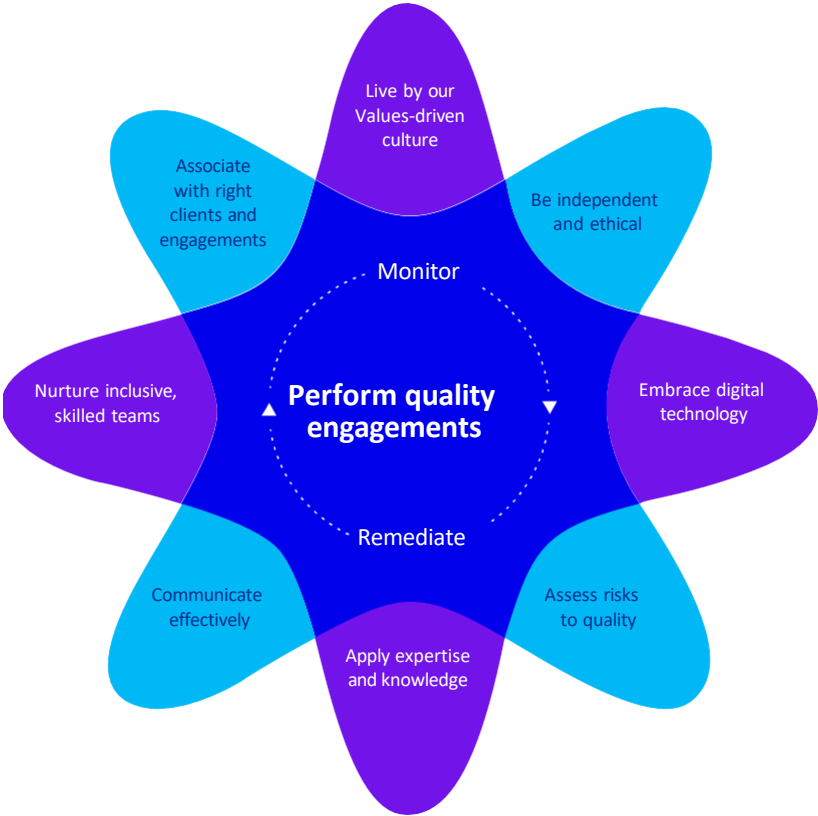 Live by our
Values-driven
culture
Associate
with right
clients and
engagements
Be independent
and ethical
Monitor
Nurture inclusive,
skilled teams
Perform quality
engagements
Embrace digital
technology
Remediate
Communicate
effectively
Assess risks
to quality
Apply expertise
and knowledge